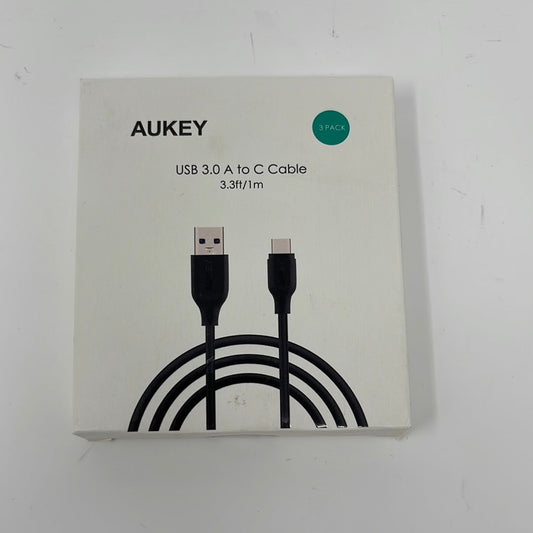 AUKEY
3 PACK
USB 3.0 A to C Cable
3.3ft/1m